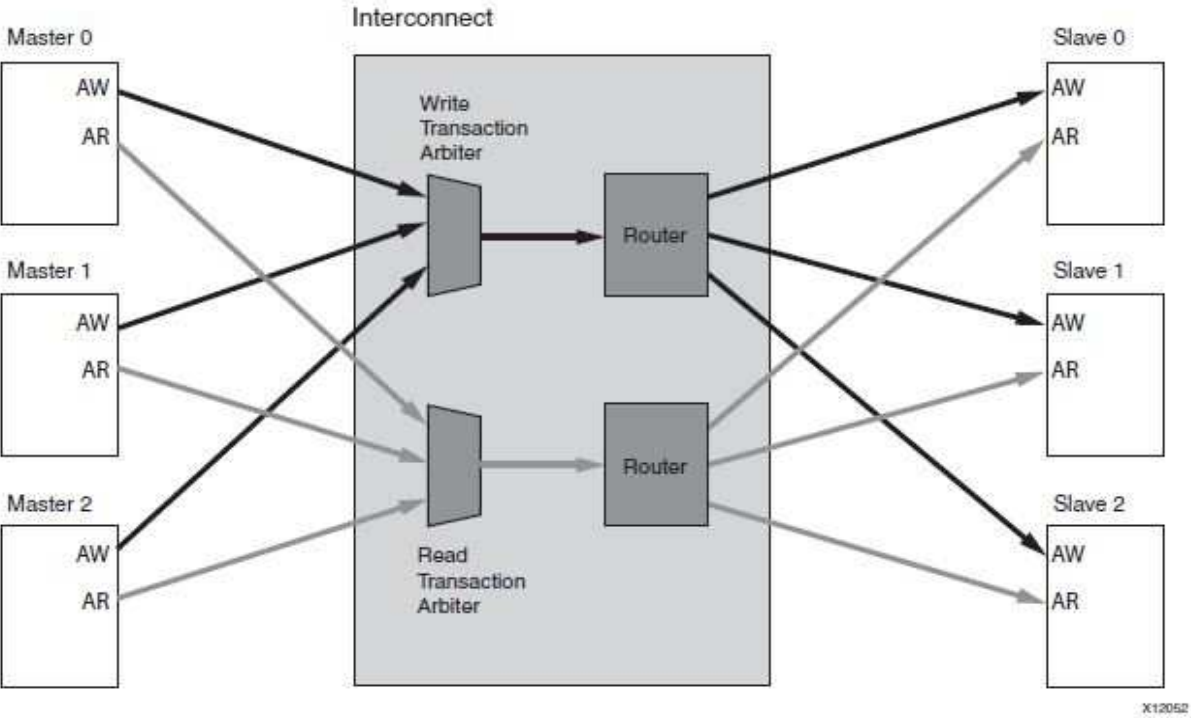 Interconnect
Master 0
AW
AR
Master 1
AW
AR
Master 2
AW
AR
Write
Transaction
Arbiter
Router
Router
Read
Transaction
Arbiter
Slave 0
AW
AR
Slave 1
AW
AR
Slave 2
AW
AR
X12052